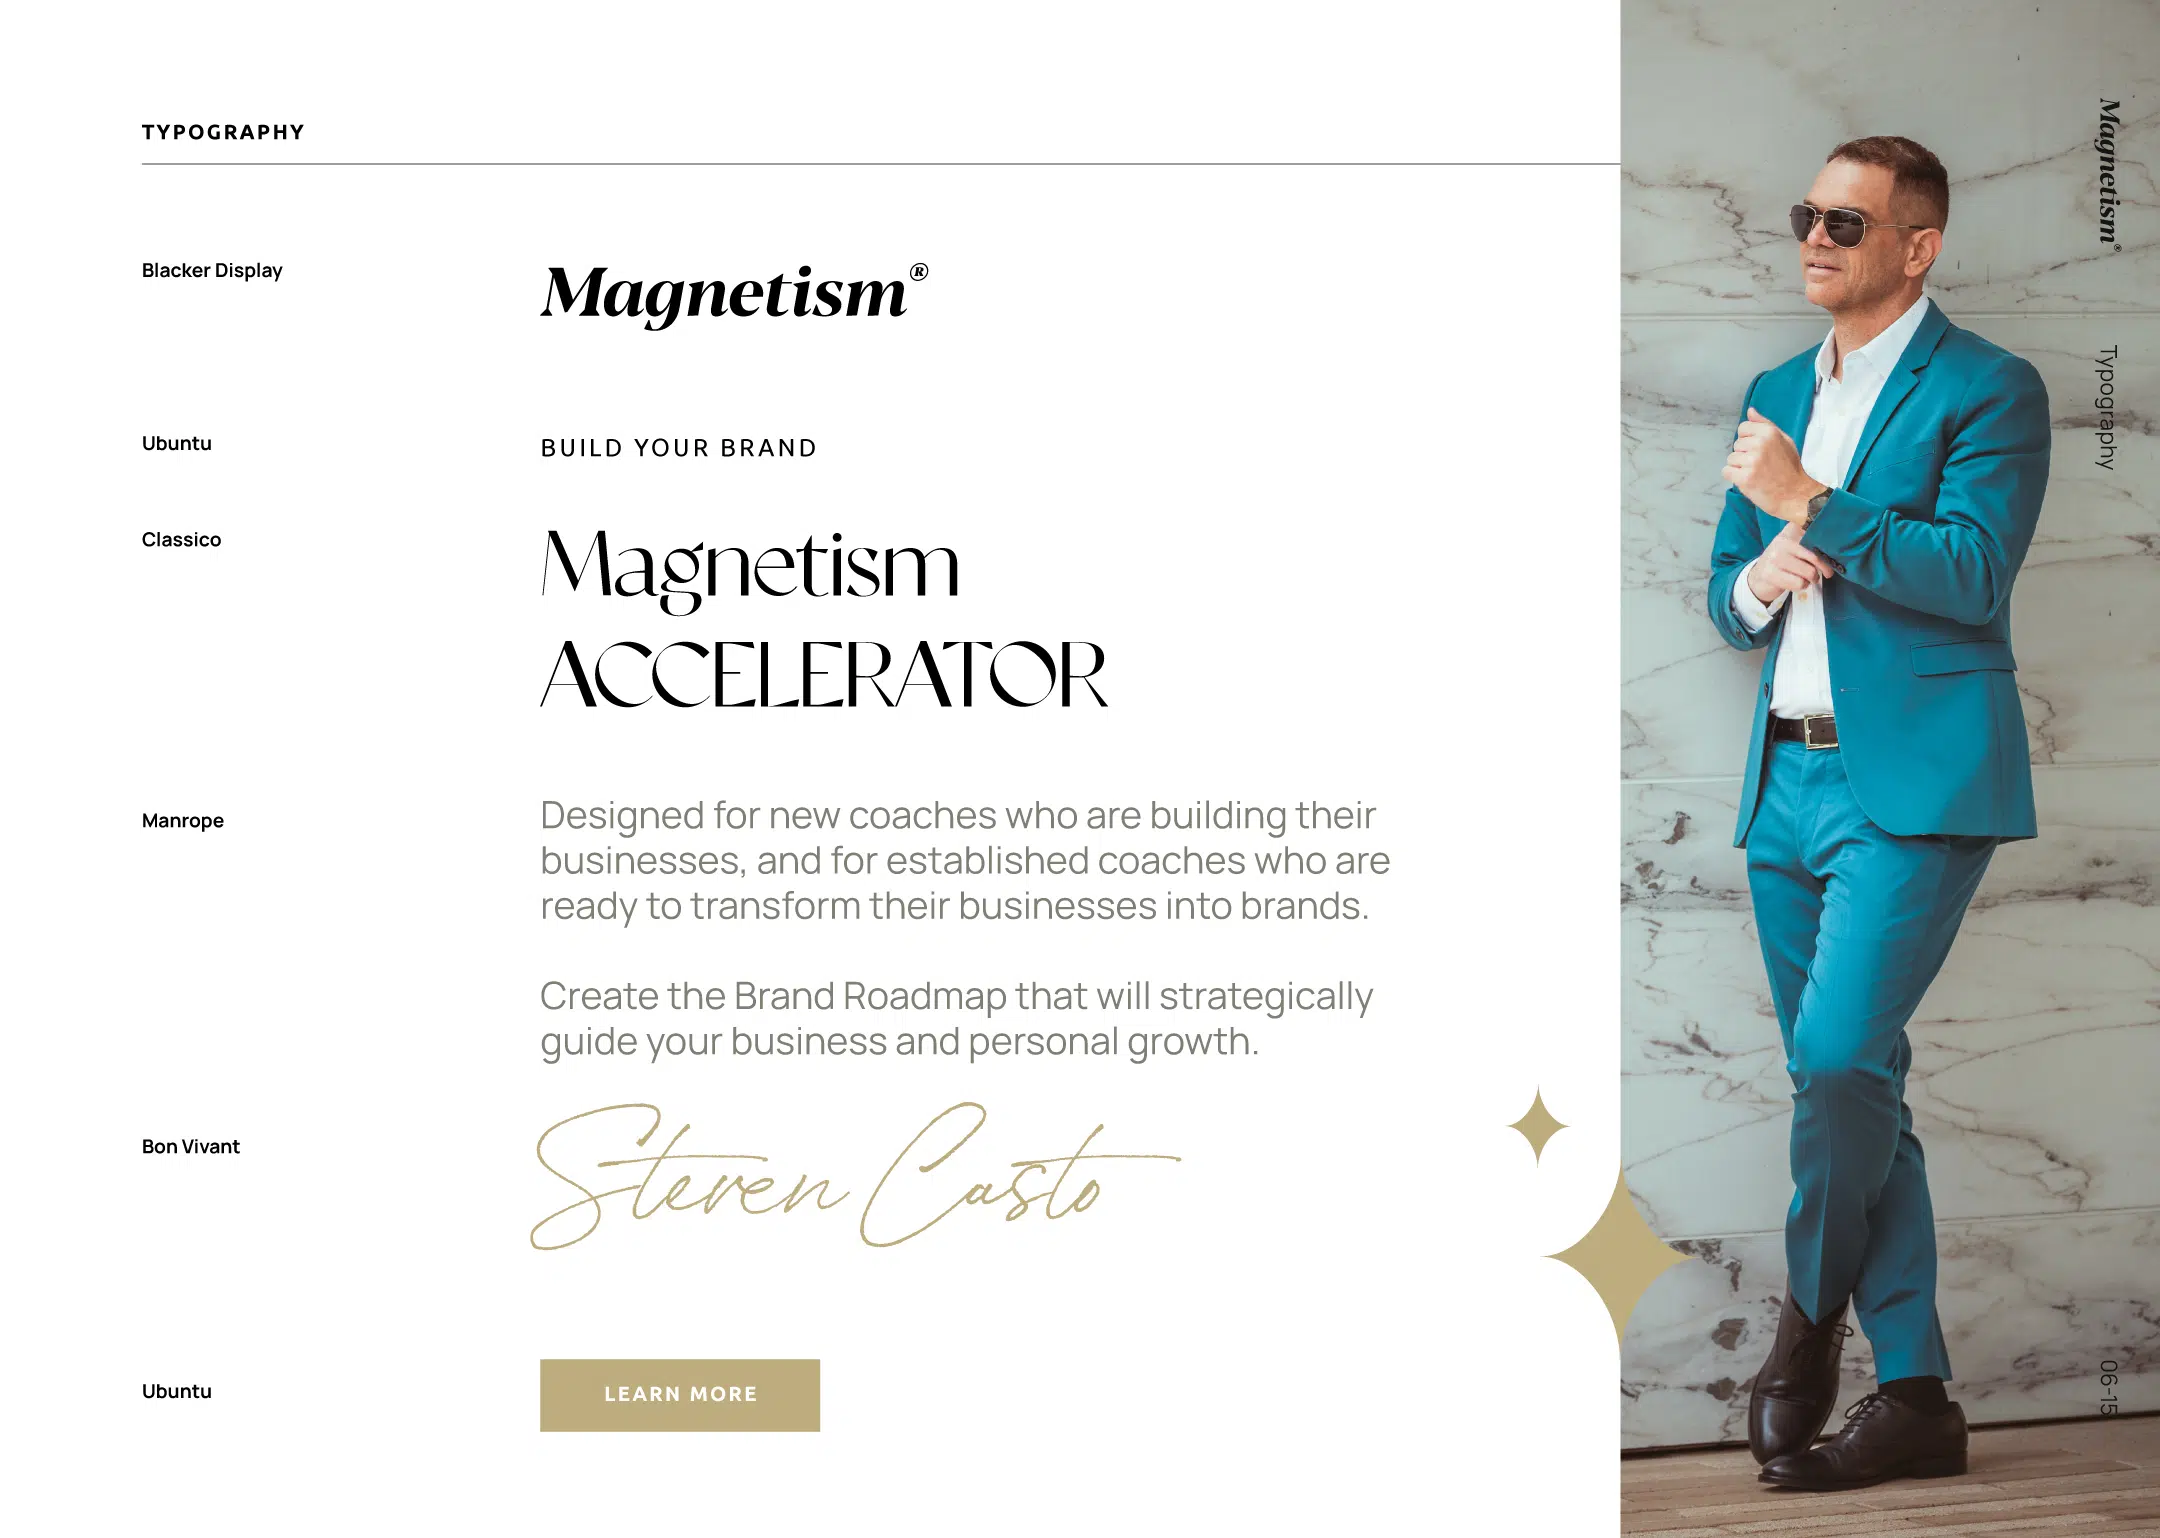 TYPOGRAPHY
Blacker Display
Magnetism®
Ubuntu
BUILD YOUR BRAND
Classico
Magnetism
ACCELERATOR
Manrope
Designed for new coaches who are building their
businesses, and for established coaches who are
ready to transform their businesses into brands.
Create the Brand Roadmap that will strategically
guide your business and personal growth.
Bon Vivant
Steven Casto
Ubuntu
LEARN MORE
Magnetism®
Typography
06-15